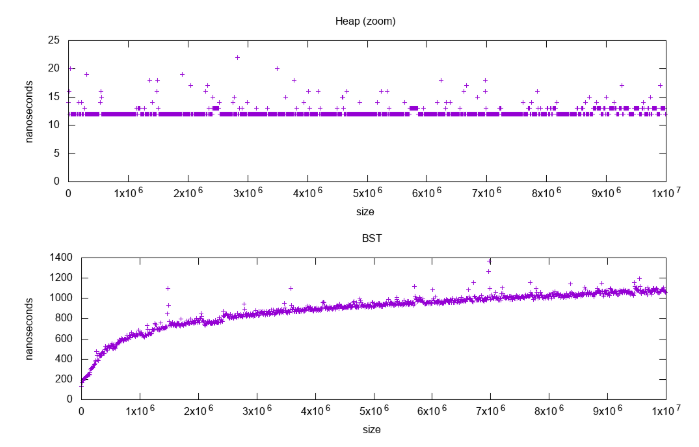 Heap (zoom)
25
20
15
10
5
0
nanoseconds
0 1x10^6 2x10^6 3x10^6 4x10^6 5x10^6 6x10^6 7x10^6 8x10^6 9x10^6 1x10^7
size
BST
1400
1200
1000
800
600
400
200
0
nanoseconds
0 1x10^6 2x10^6 3x10^6 4x10^6 5x10^6 6x10^6 7x10^6 8x10^6 9x10^6 1x10^7
size